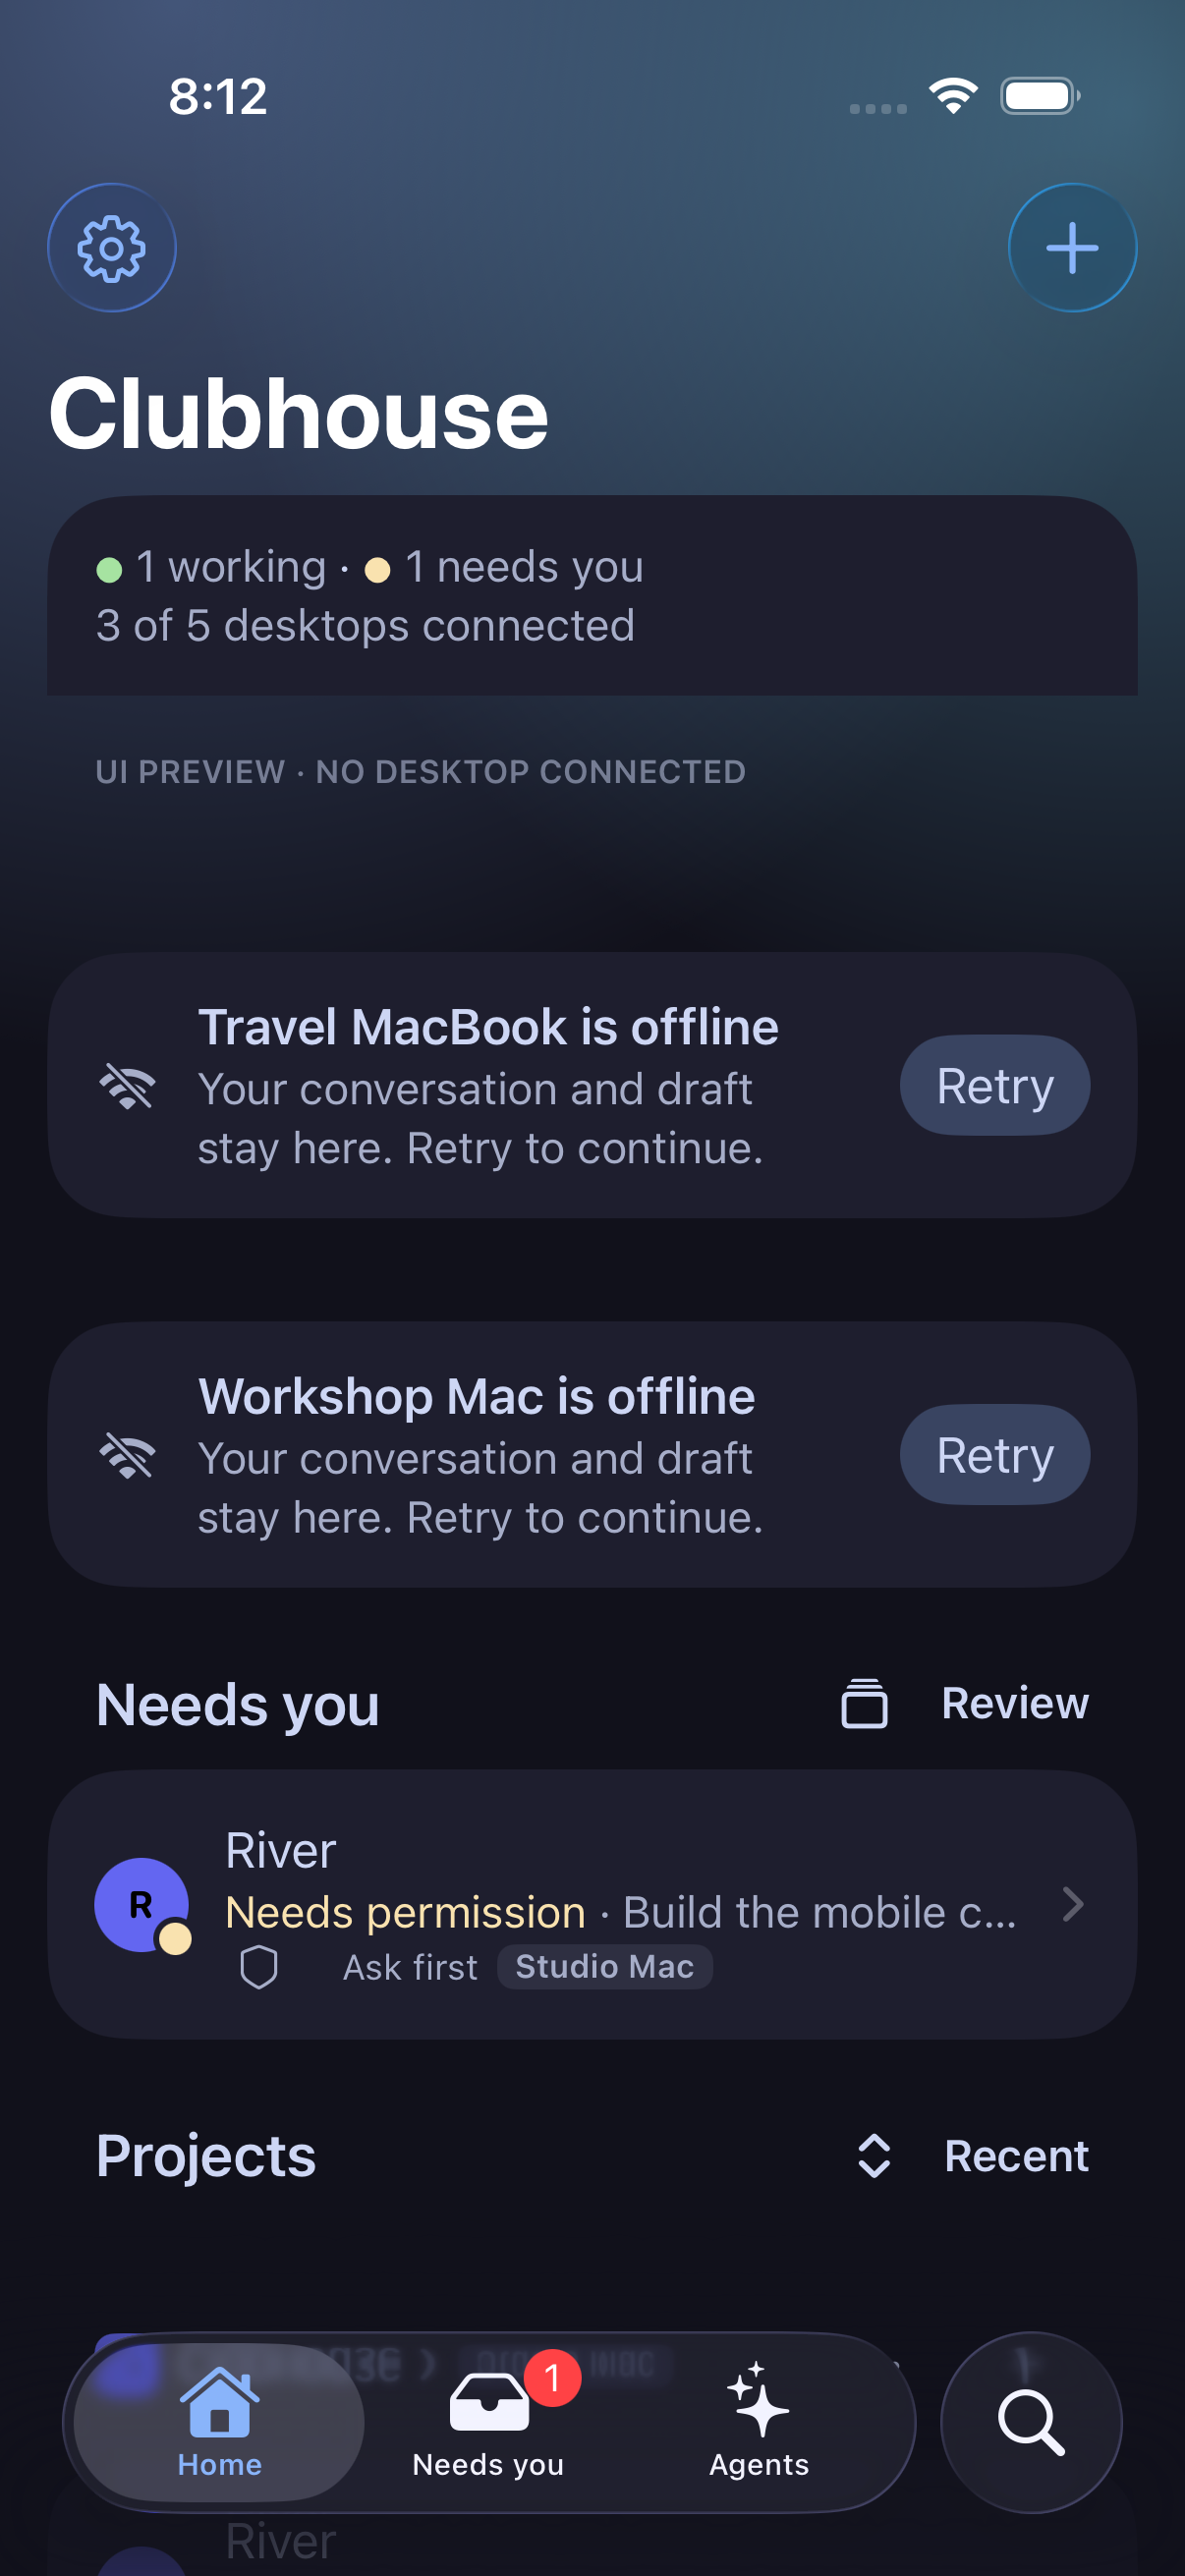 8:12
Clubhouse
1 working · 1 needs you
3 of 5 desktops connected
UI PREVIEW · NO DESKTOP CONNECTED
Travel MacBook is offline
Your conversation and draft
stay here. Retry to continue.
Retry
Workshop Mac is offline
Your conversation and draft
stay here. Retry to continue.
Retry
Needs you
Review
R
River
Needs permission · Build the mobile c...
Ask first Studio Mac
Projects
Recent
1
Home
Needs you
Agents
River